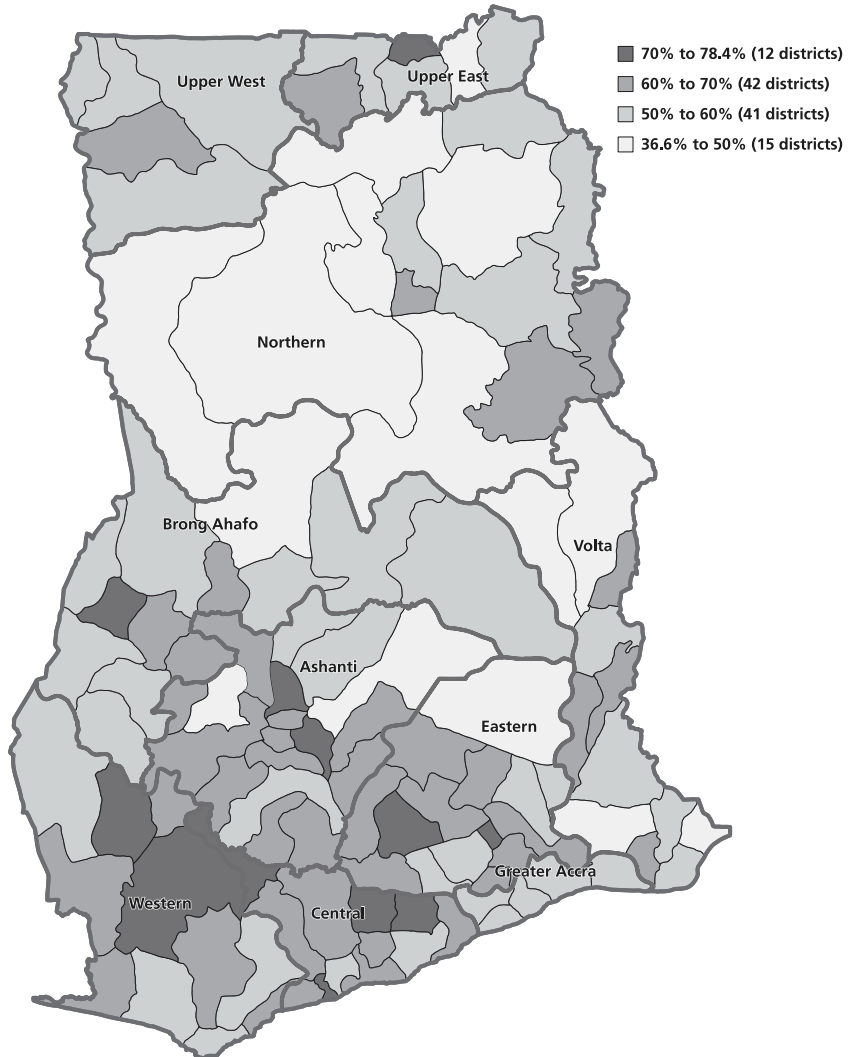 70% to 78.4% (12 districts)
60% to 70% (42 districts)
50% to 60% (41 districts)
36.6% to 50% (15 districts)
Upper West
Upper East
Northern
Brong Ahafo
Volta
Ashanti
Eastern
Greater Accra
Western
Central